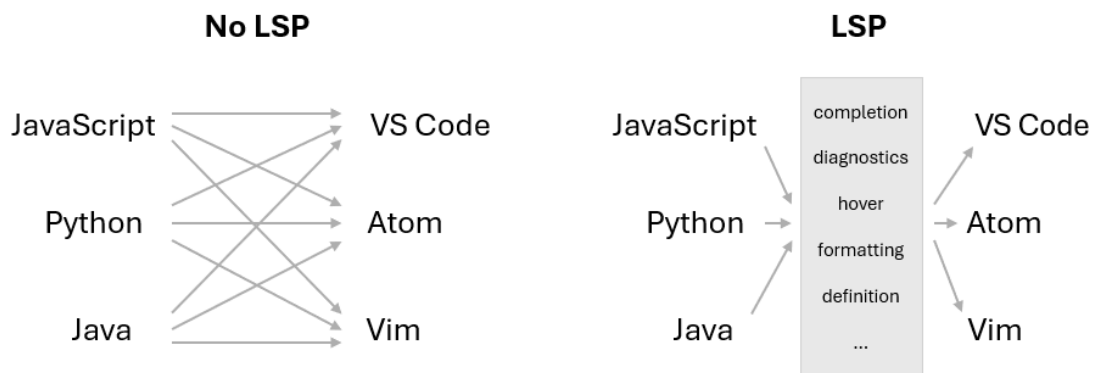 No LSP
JavaScript
Python
Java
VS Code
Atom
Vim
LSP
JavaScript
Python
Java
completion
diagnostics
hover
formatting
definition
...
VS Code
Atom
Vim